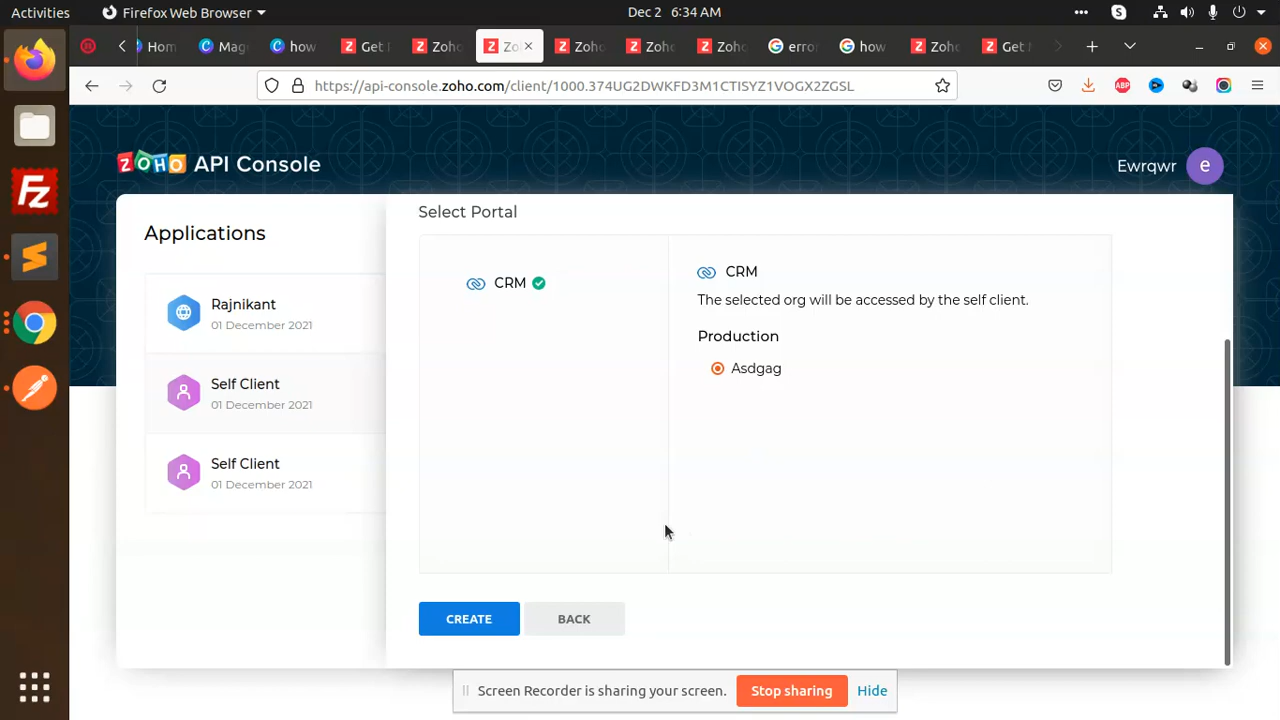 Activities
Firefox Web Browser
Dec 2 6:34 AM
Hom
Mag
how
Get
Zoho
Zo
Zoho
Zoho
Zoho
error
how
Zoho
Get
https://api-console.zoho.com/client/1000.374UG2DWKFD3M1CTISYZ1VOGX2ZGSL
ABP
ZOHO API Console
Ewrqwr
e
Applications
Rajnikant
01 December 2021
Self Client
01 December 2021
Self Client
01 December 2021
Select Portal
CRM
CRM
The selected org will be accessed by the self client.
Production
Asdgag
CREATE
BACK
Screen Recorder is sharing your screen.
Stop sharing
Hide